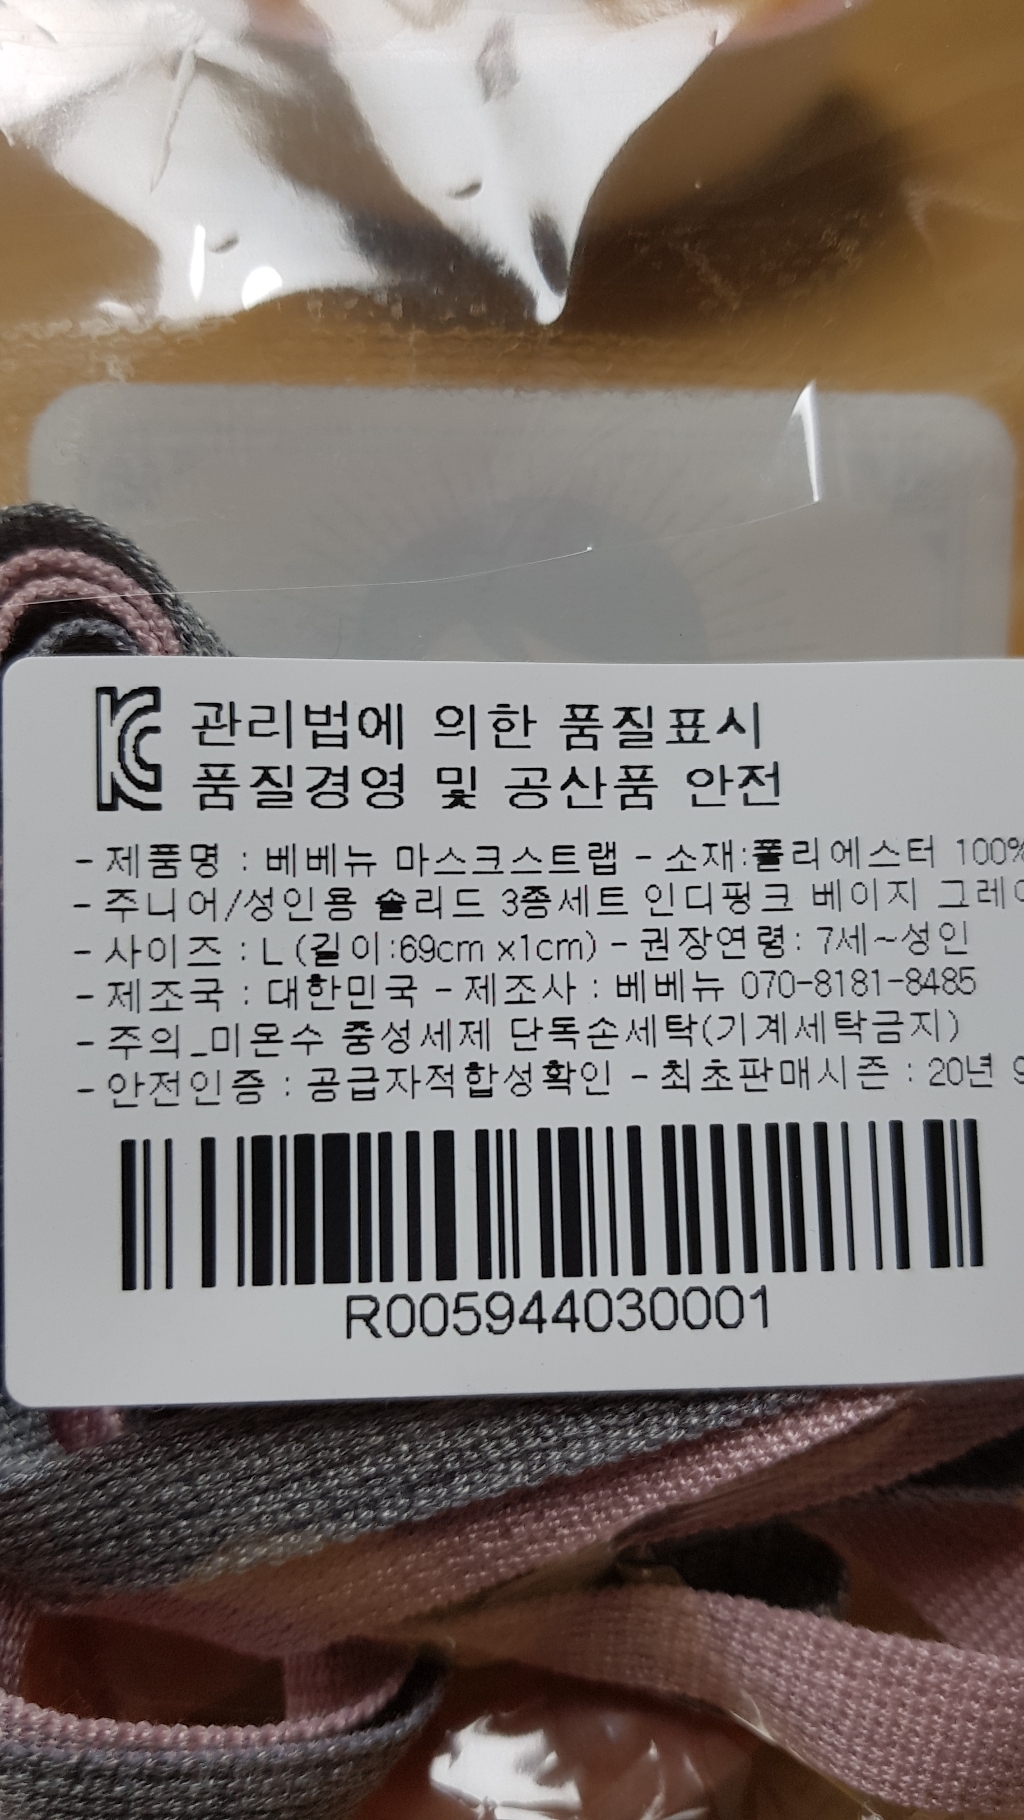 KC 관리법에 의한 품질표시
품질경영 및 공산품 안전
- 제품명 : 베베뉴 마스크스트랩 - 소재:폴리에스터 100%
- 주니어/성인용 솔리드 3종세트 인디핑크 베이지 그레이
- 사이즈 : L (길이:69cm x1cm) - 권장연령: 7세~성인
- 제조국 : 대한민국 - 제조사 : 베베뉴 070-8181-8485
- 주의_미온수 중성세제 단독손세탁(기계세탁금지)
- 안전인증 : 공급자적합성확인 - 최초판매시즌 : 20년
R005944030001